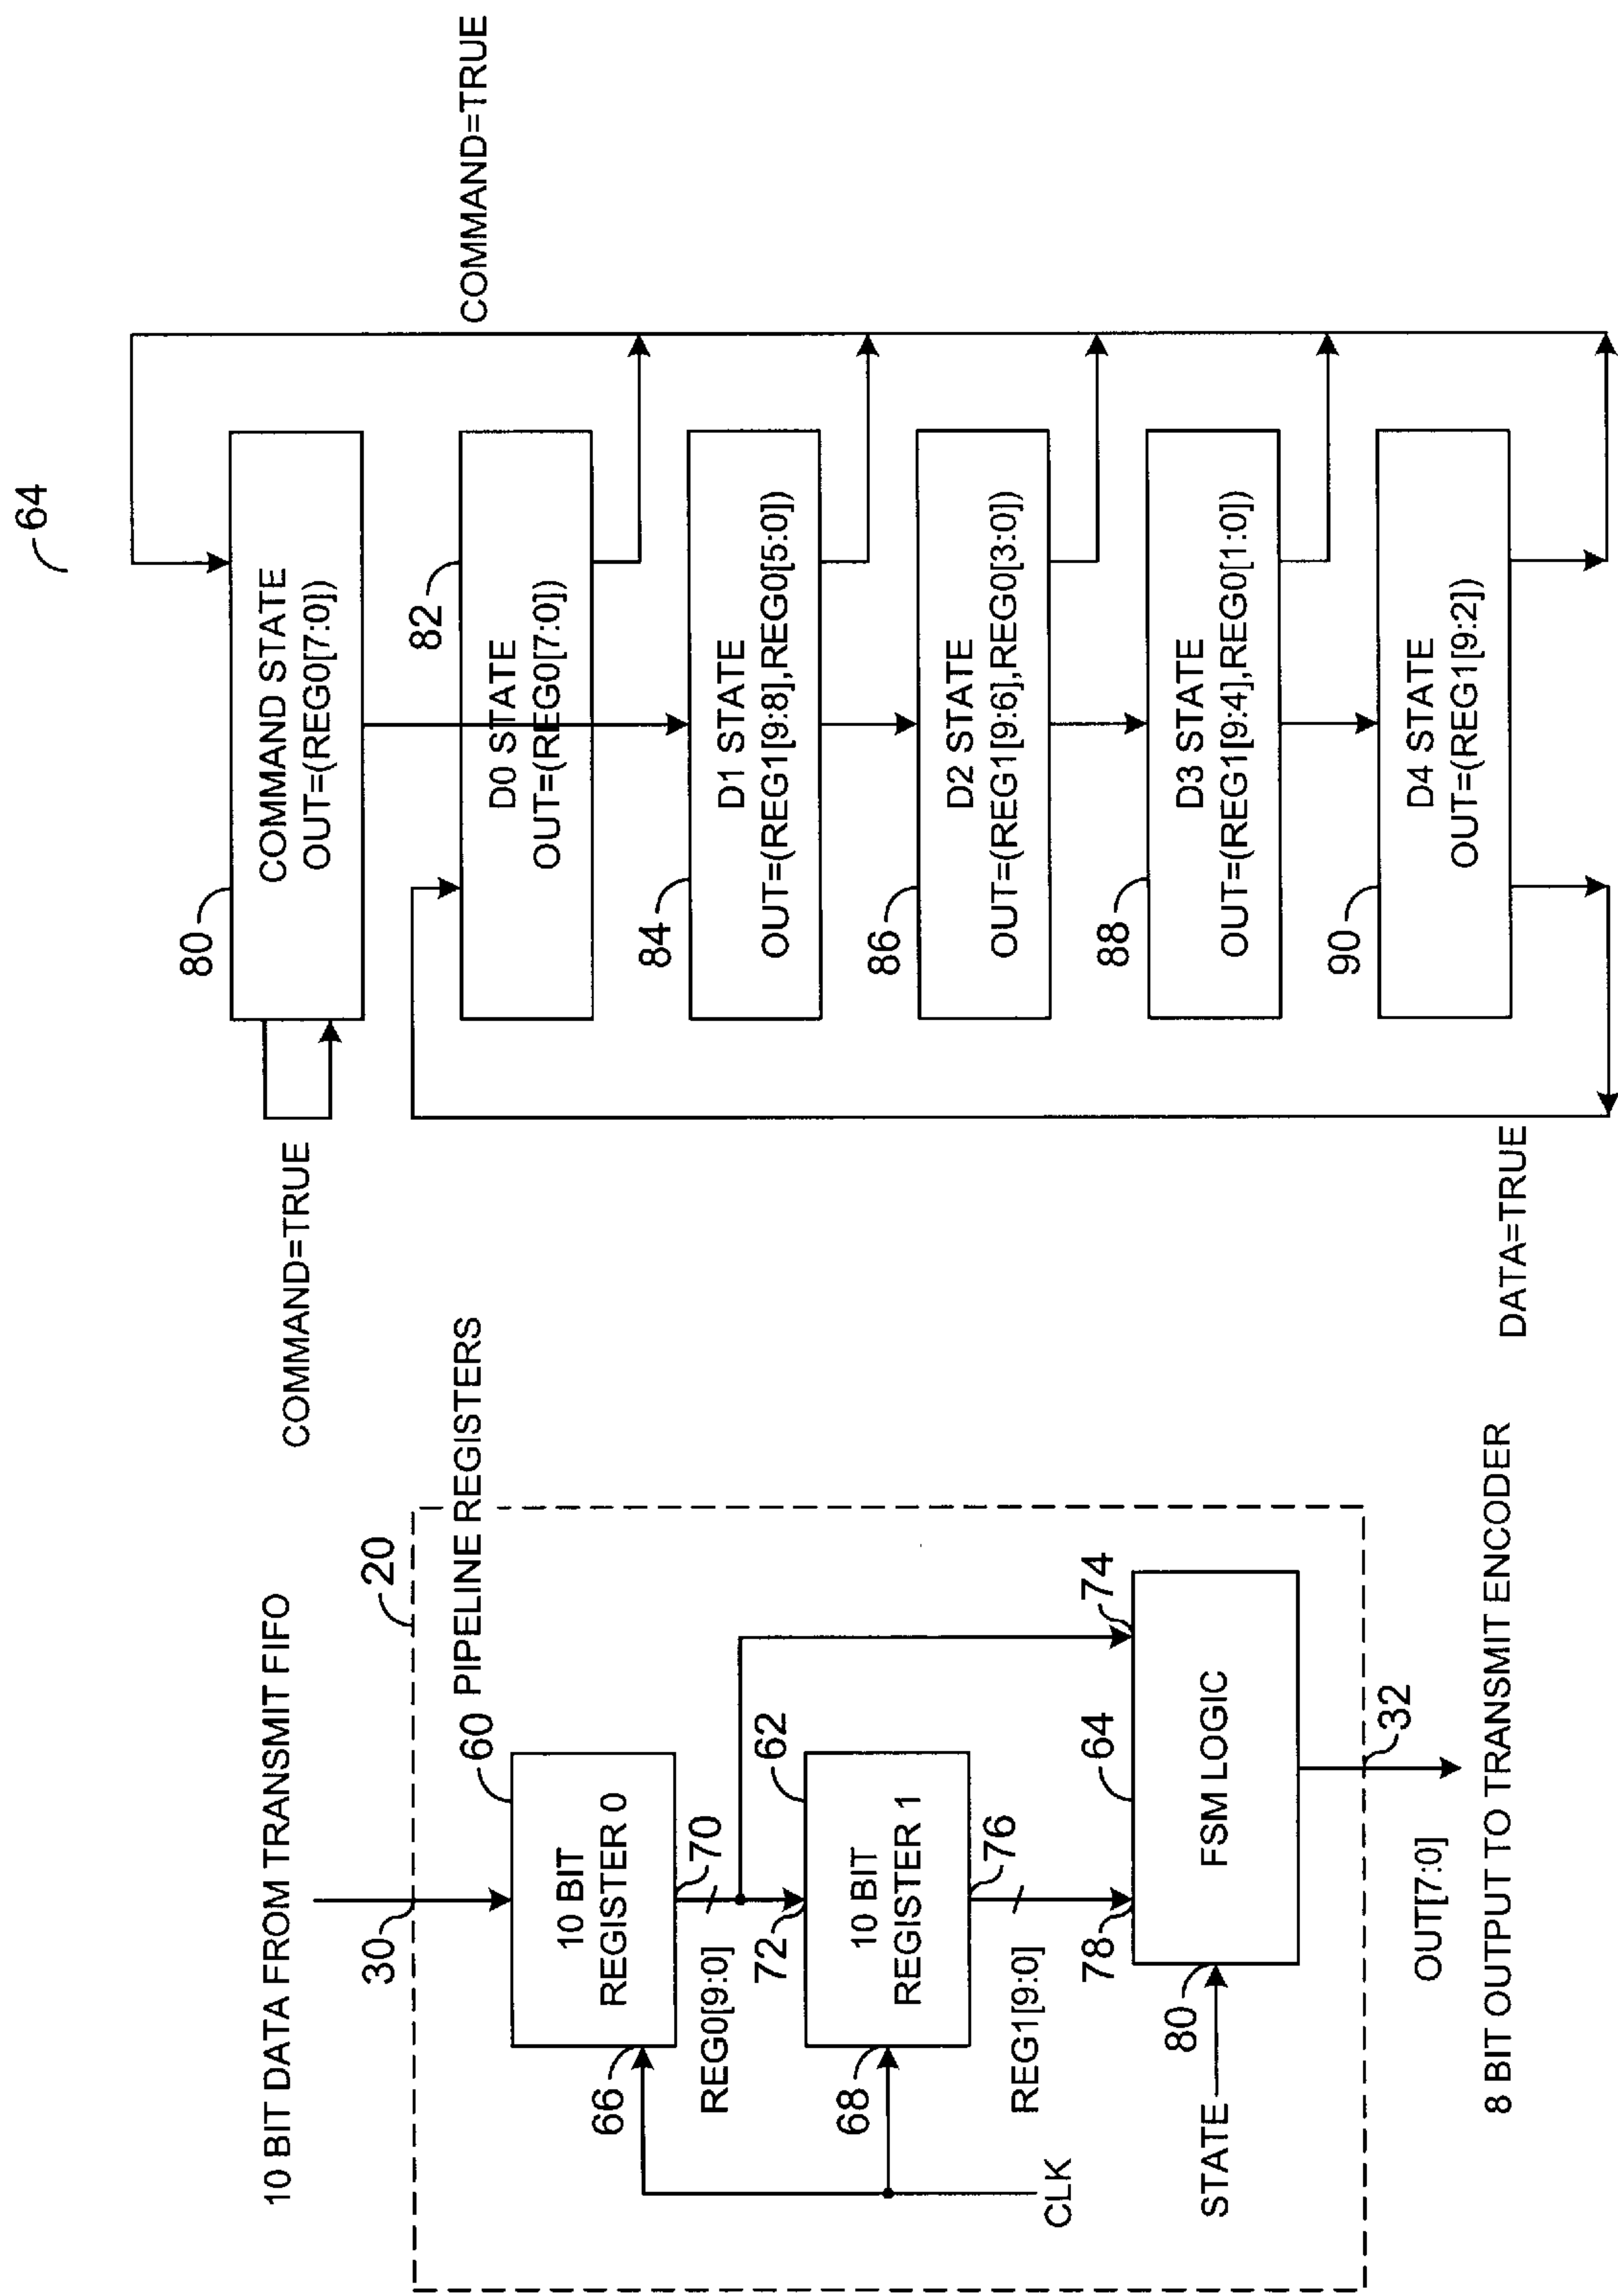 10 BIT DATA FROM TRANSMIT FIFO
30
20
60
PIPELINE REGISTERS
10 BIT
REGISTER 0
66
70
REG0[9:0]
72
62
10 BIT
REGISTER 1
68
76
REG1[9:0]
CLK
78
64
74
FSM LOGIC
STATE
80
32
OUT[7:0]
8 BIT OUTPUT TO TRANSMIT ENCODER
64
COMMAND=TRUE
80
COMMAND STATE
OUT=(REG0[7:0])
COMMAND=TRUE
82
D0 STATE
OUT=(REG0[7:0])
84
D1 STATE
OUT=(REG1[9:8],REG0[5:0])
86
D2 STATE
OUT=(REG1[9:6],REG0[3:0])
88
D3 STATE
OUT=(REG1[9:4],REG0[1:0])
90
D4 STATE
OUT=(REG1[9:2])
DATA=TRUE